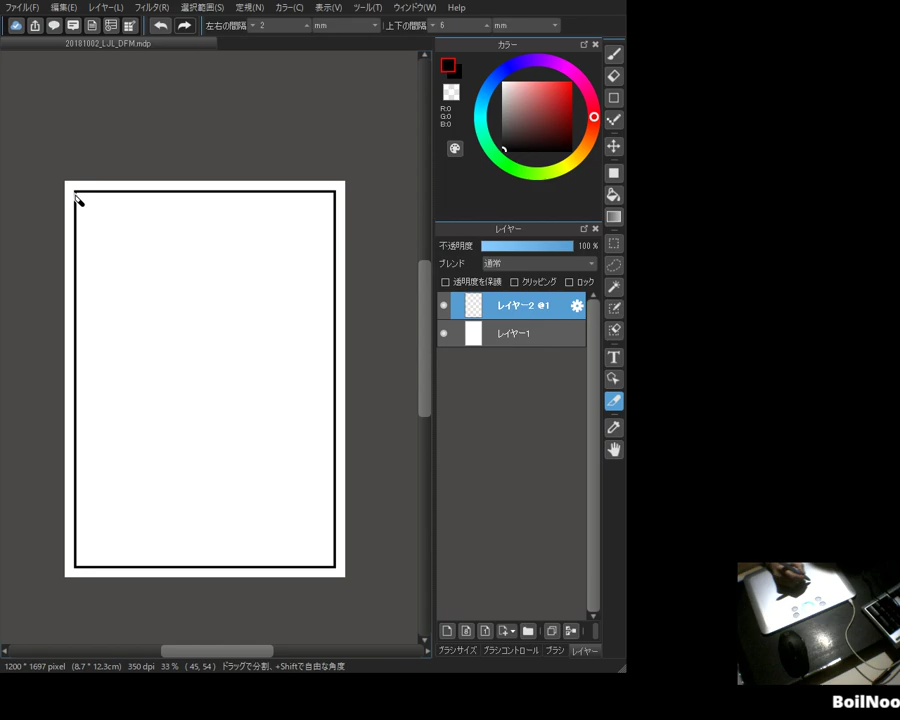 ファイル(F) 編集(E) レイヤー(L) フィルタ(R) 選択範囲(S) 定規(N) カラー(C) 表示(V) ツール(T) ウィンドウ(W) Help
左右の間隔 2 mm 上下の間隔 6 mm
20181002_LJL_DFM.mdp
カラー
R:0
G:0
B:0
レイヤー
不透明度 100 %
ブレンド 通常
透明度を保護 クリッピング ロック
レイヤー2 @1
レイヤー1
T
ブラシサイズ ブラシコントロール ブラシ レイヤー
1200 * 1697 pixel (8.7 * 12.3cm) 350 dpi 33 % ( 45, 54 ) ドラッグで分割、+Shiftで自由な角度
BoilNoo